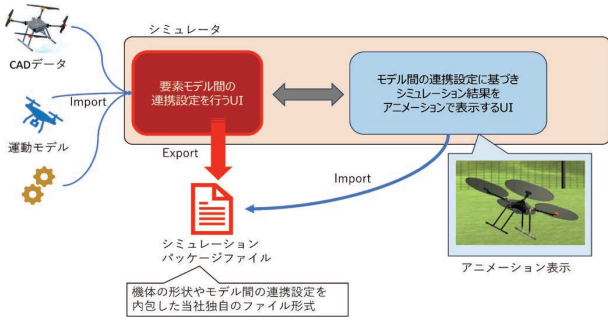 シミュレータ
CADデータ
要素モデル間の
連携設定を行うUI
モデル間の連携設定に基づき
シミュレーション結果を
アニメーションで表示するUI
Import
運動モデル
Export
Import
シミュレーション
パッケージファイル
アニメーション表示
機体の形状やモデル間の連携設定を
内包した当社独自のファイル形式